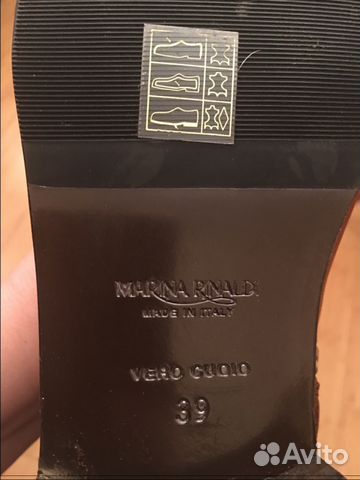 MARINA RINALDI
MADE IN ITALY
VERO CUOIO
39
Avito